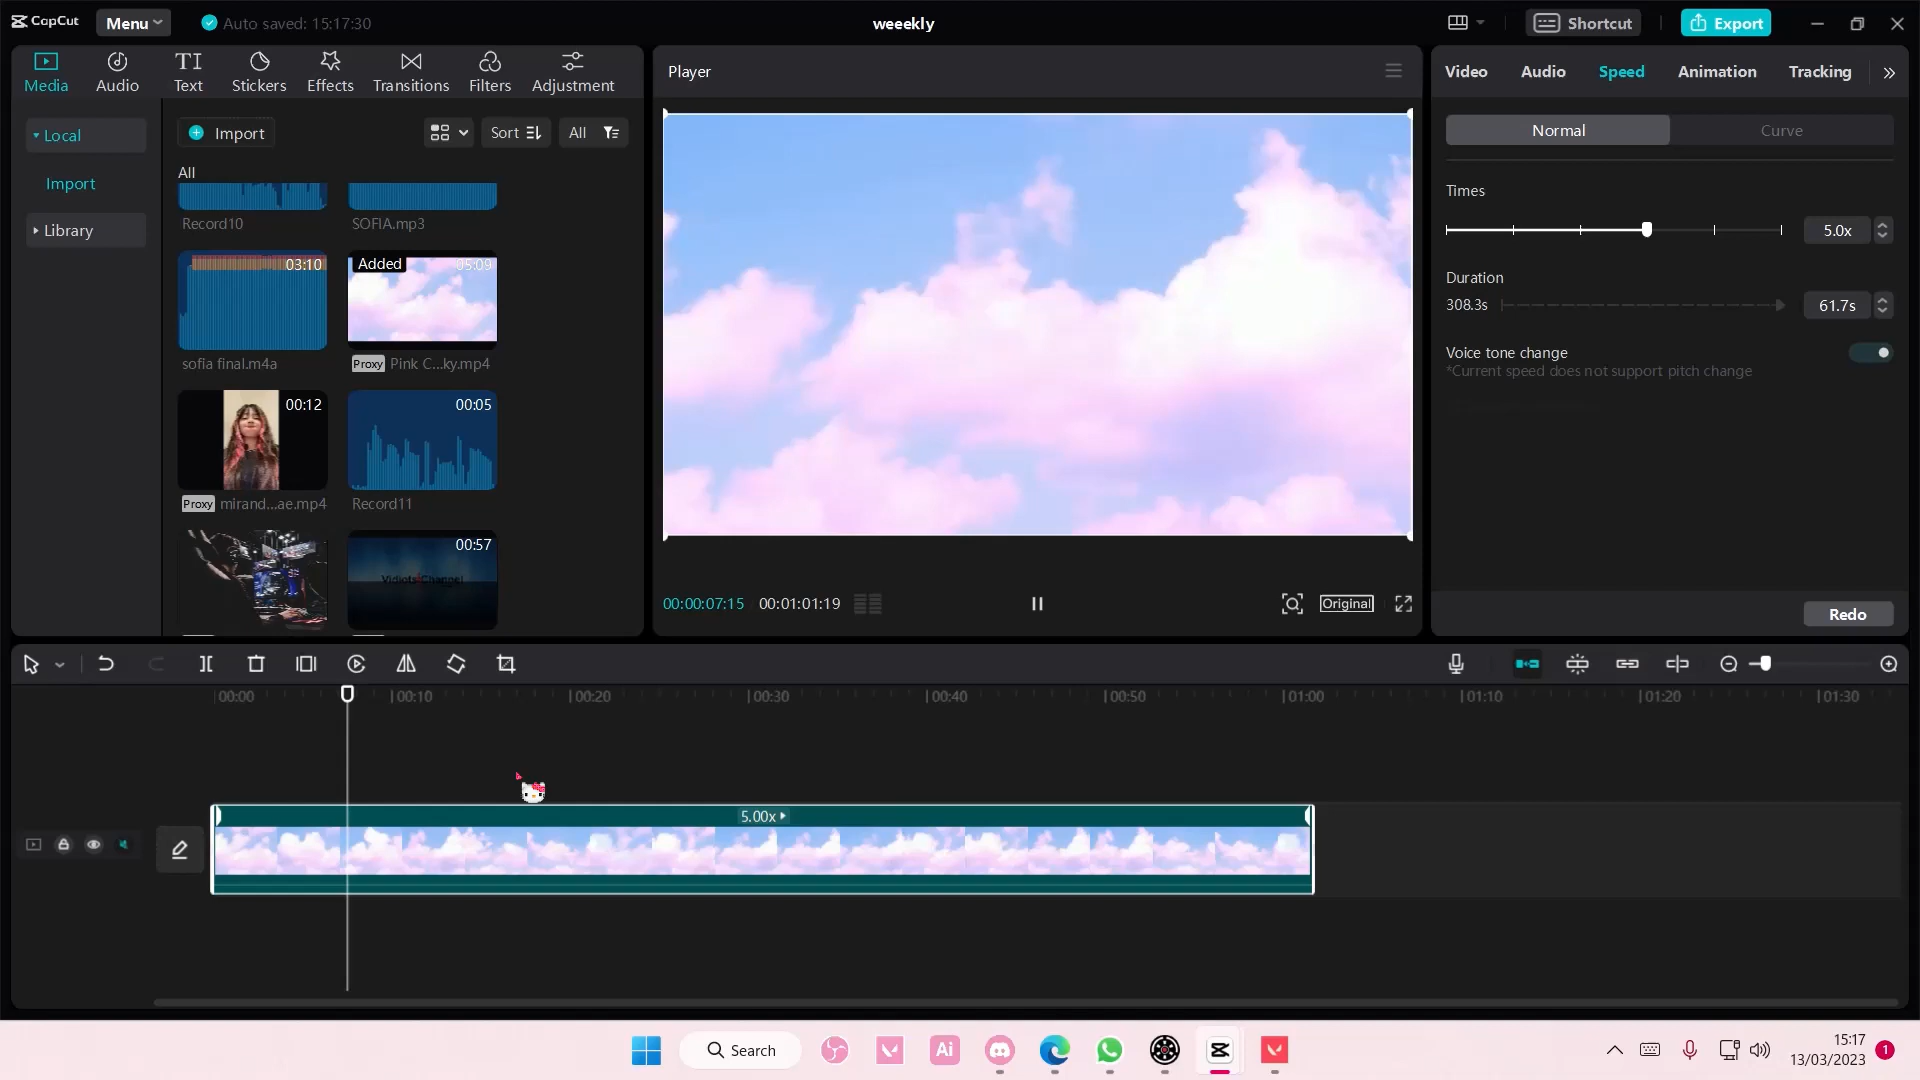 CapCut
Menu
Auto saved: 15:17:30
weeekly
Shortcut
Export
Media
Audio
Text
Stickers
Effects
Transitions
Filters
Adjustment
Local
Import
Library
Import
Sort
All
All
Record10
SOFIA.mp3
03:10
sofia final.m4a
Added
05:09
Proxy Pink C...ky.mp4
00:12
Proxy mirand...ae.mp4
00:05
Record11
00:57
Vidiots Channel
Player
00:00:07:15
00:01:01:19
Original
Video
Audio
Speed
Animation
Tracking
Normal
Curve
Times
5.0x
Duration
308.3s
61.7s
Voice tone change
*Current speed does not support pitch change
Redo
00:00
00:10
00:20
00:30
00:40
00:50
01:00
01:10
01:20
01:30
5.00x
Search
Ai
15:17
13/03/2023
1